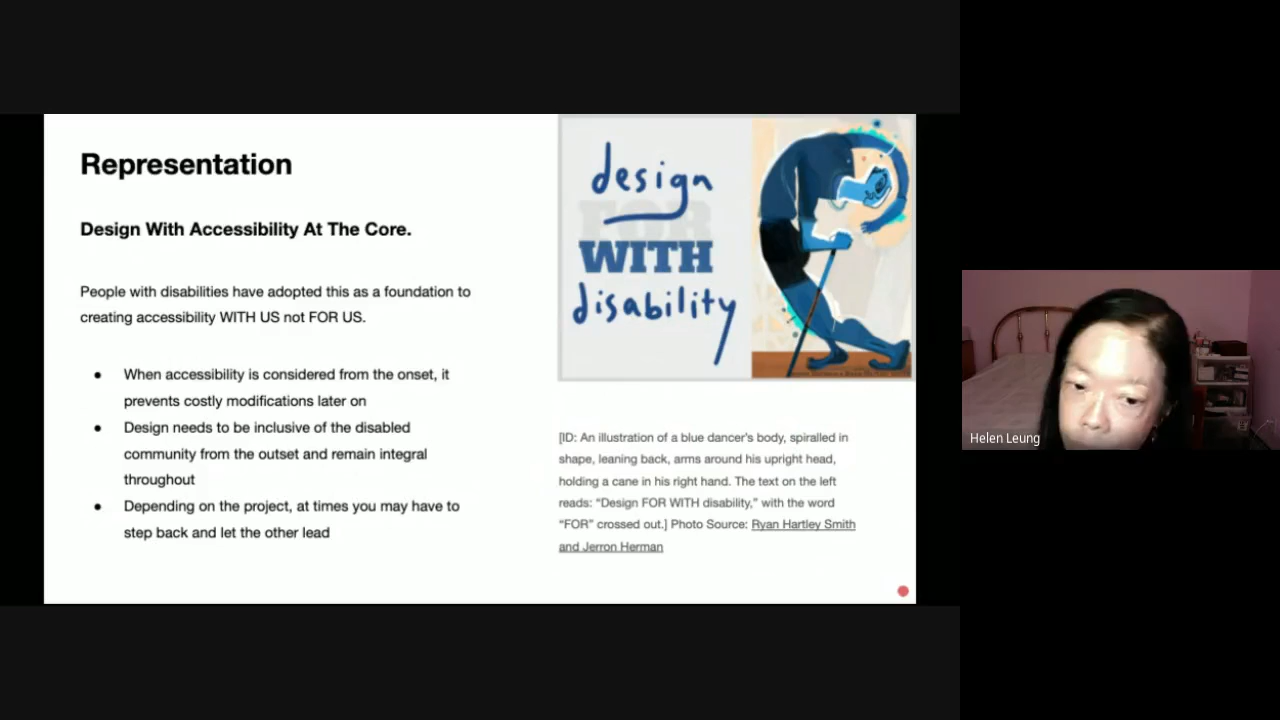 Representation
Design With Accessibility At The Core.
People with disabilities have adopted this as a foundation to
creating accessibility WITH US not FOR US.
● When accessibility is considered from the onset, it
prevents costly modifications later on
● Design needs to be inclusive of the disabled
community from the outset and remain integral
throughout
● Depending on the project, at times you may have to
step back and let the other lead
design
FOR
WITH
disability
[ID: An illustration of a blue dancer's body, spiralled in
shape, leaning back, arms around his upright head,
holding a cane in his right hand. The text on the left
reads: “Design FOR WITH disability,” with the word
“FOR” crossed out.] Photo Source: Ryan Hartley Smith
and Jerron Herman
Helen Leung